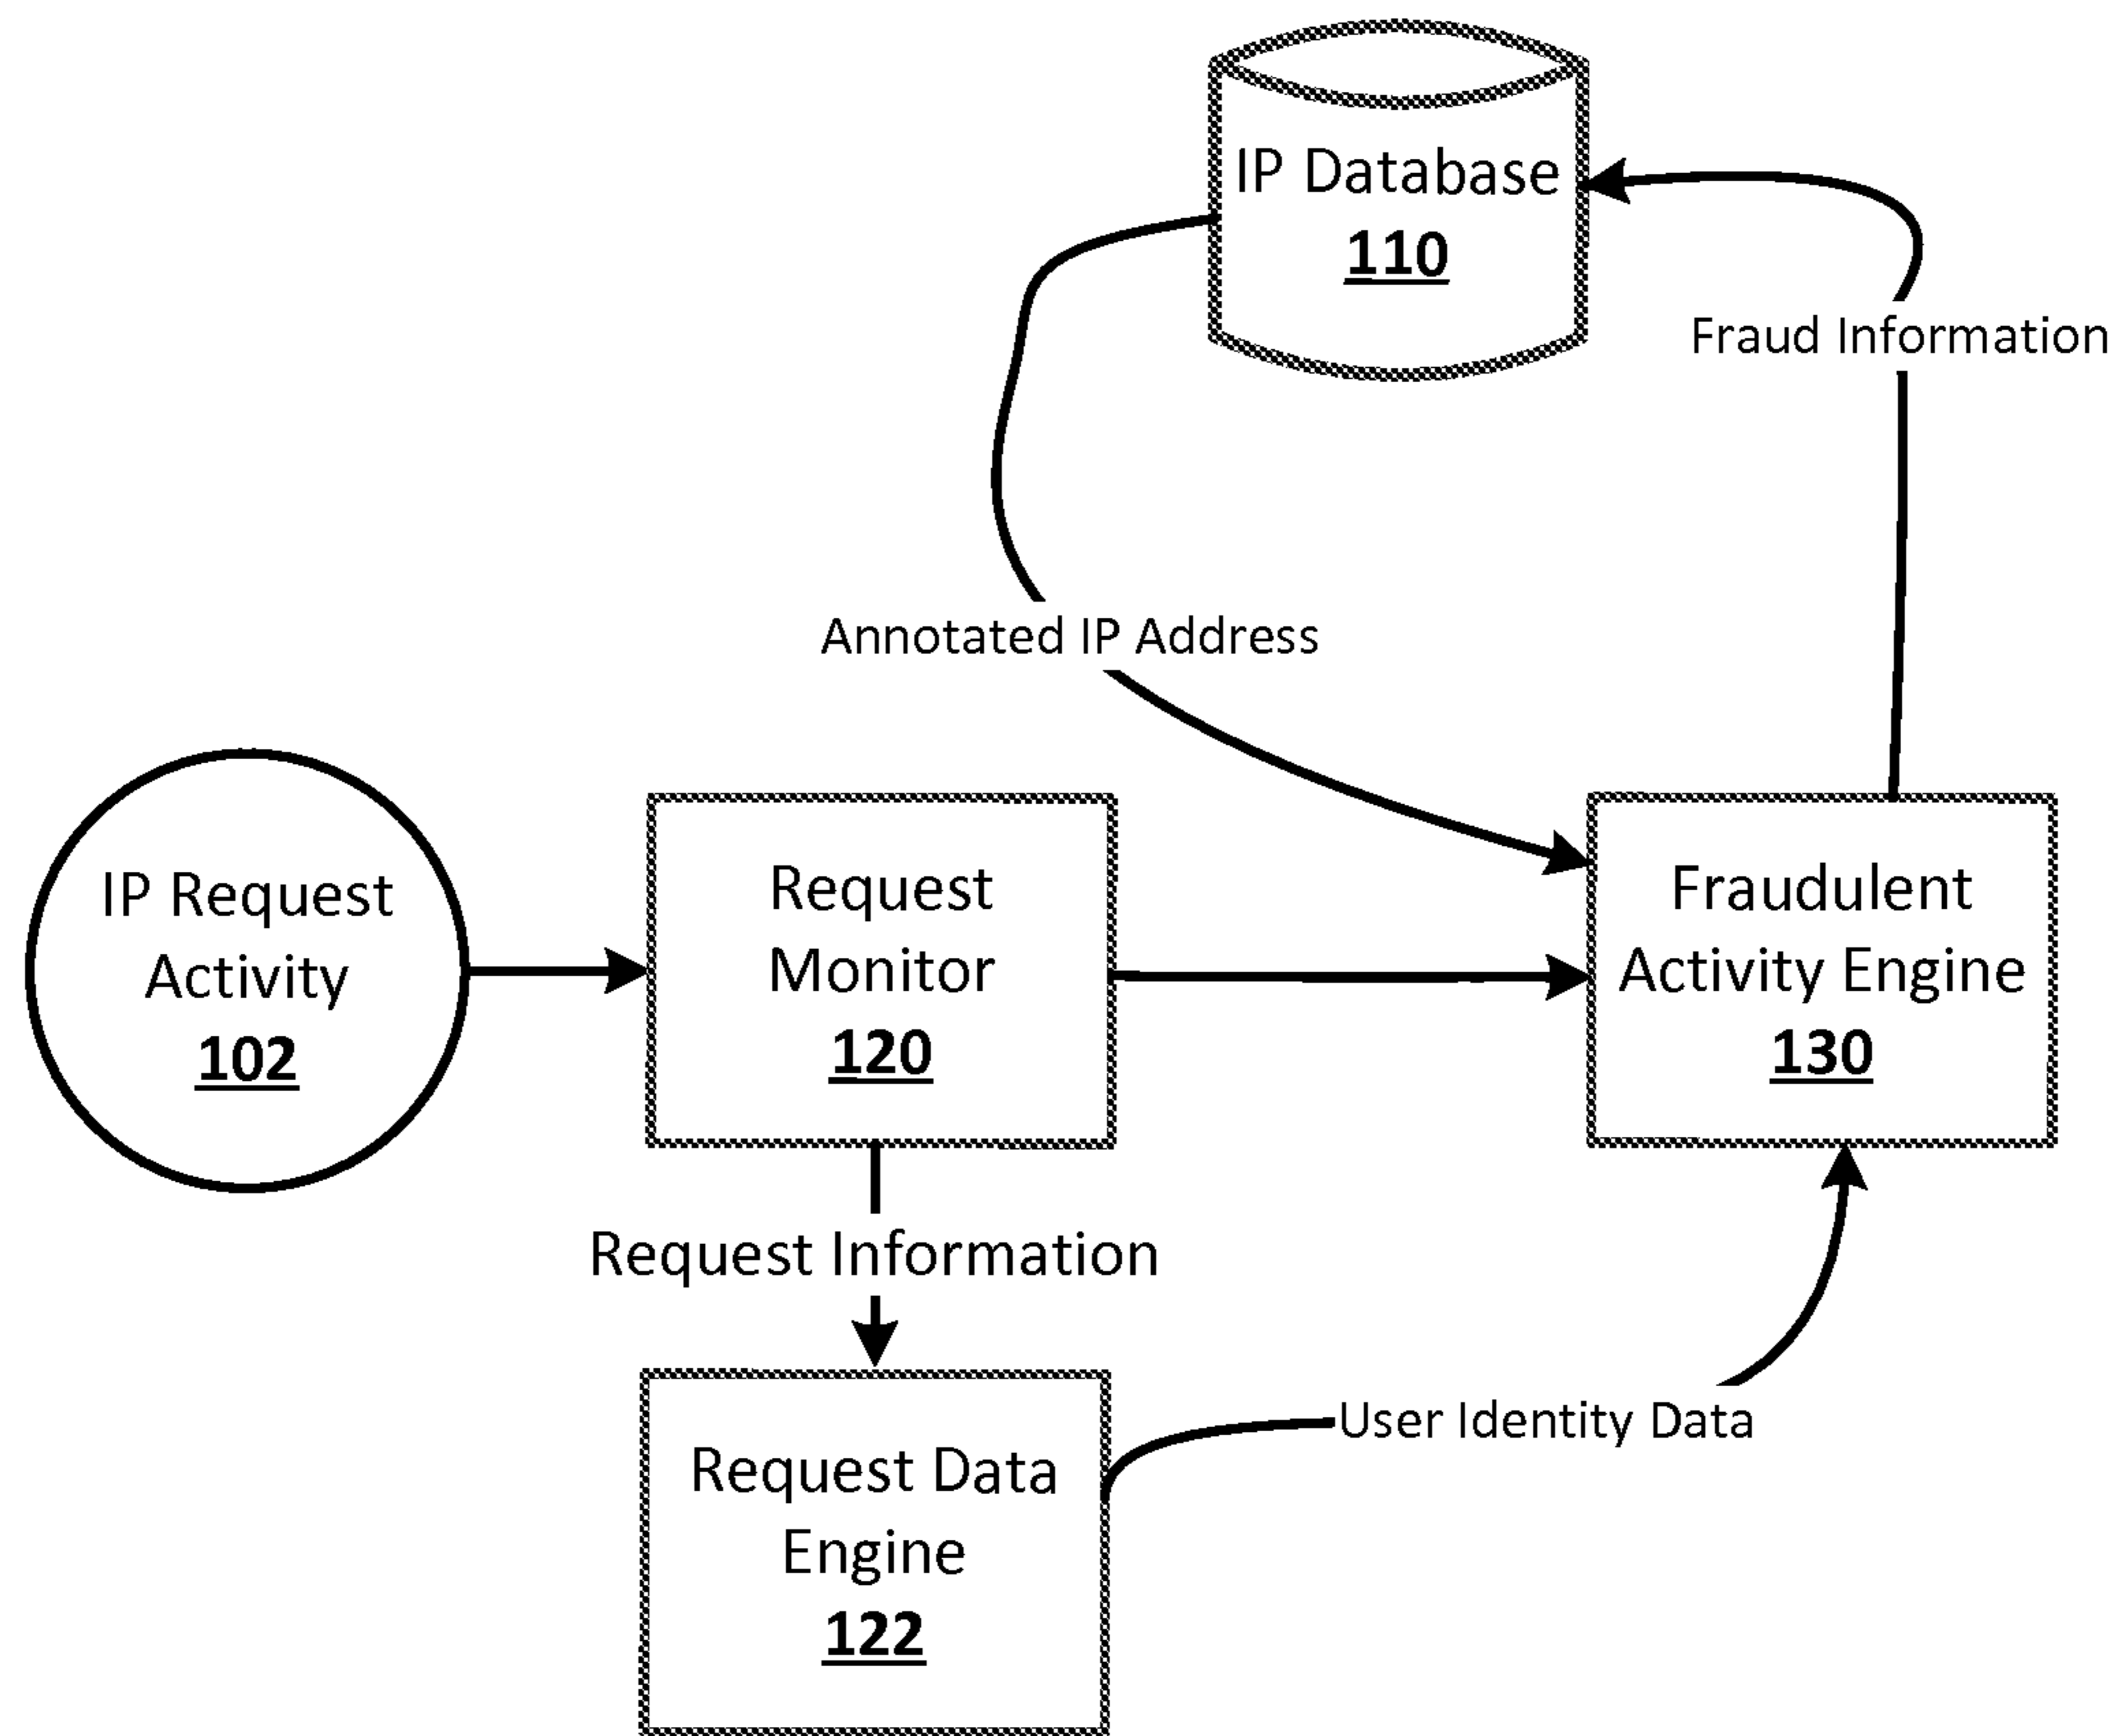 IP Database
110
Fraud Information
Annotated IP Address
IP Request
Activity
102
Request
Monitor
120
Fraudulent
Activity Engine
130
Request Information
User Identity Data
Request Data
Engine
122